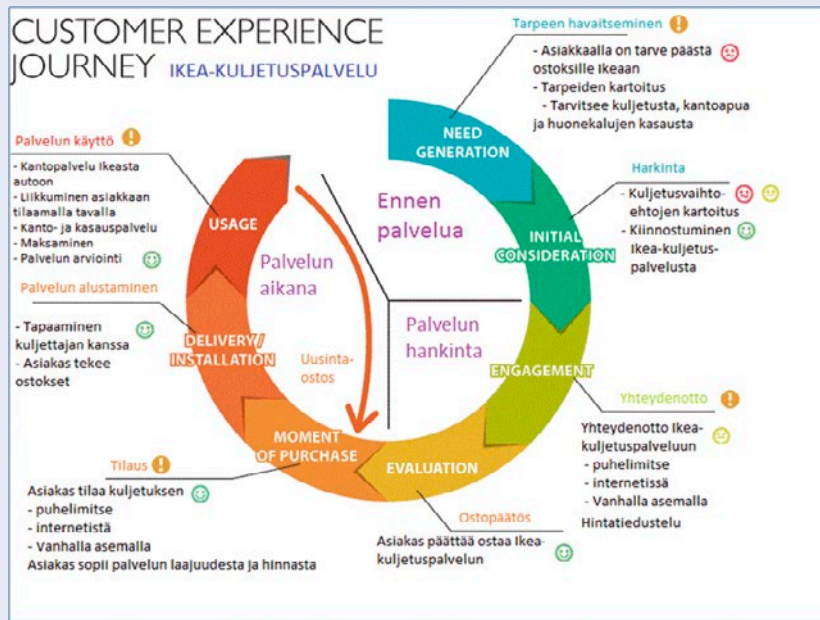 CUSTOMER EXPERIENCE
JOURNEY IKEA-KULJETUSPALVELU
Tarpeen havaitseminen !
- Asiakkaalla on tarve päästä
ostoksille Ikeaan
- Tarpeiden kartoitus
- Tarvitsee kuljetusta, kantoapua
ja huonekalujen kasausta
NEED
GENERATION
Harkinta
- Kuljetusvaihto-
ehtojen kartoitus
- Kiinnostuminen
Ikea-kuljetus-
palvelusta
INITIAL
CONSIDERATION
Ennen
palvelua
Palvelun
hankinta
ENGAGEMENT
Yhteydenotto !
Yhteydenotto Ikea-
kuljetuspalveluun
- puhelimitse
- internetissä
- Vanhalla asemalla
Hintatiedustelu
EVALUATION
Ostopäätös
Asiakas päättää ostaa Ikea-
kuljetuspalvelun
MOMENT
OF PURCHASE
Tilaus !
Asiakas tilaa kuljetuksen
- puhelimitse
- internetistä
- Vanhalla asemalla
Asiakas sopii palvelun laajuudesta ja hinnasta
DELIVERY/
INSTALLATION
Palvelun alustaminen
- Tapaaminen
kuljettajan kanssa
- Asiakas tekee
ostokset
USAGE
Palvelun käyttö !
- Kantopalvelu Ikeasta
autoon
- Liikkuminen asiakkaan
tilaamalla tavalla
- Kanto- ja kasauspalvelu
- Maksaminen
- Palvelun arviointi
Palvelun
aikana
Uusinta-
ostos